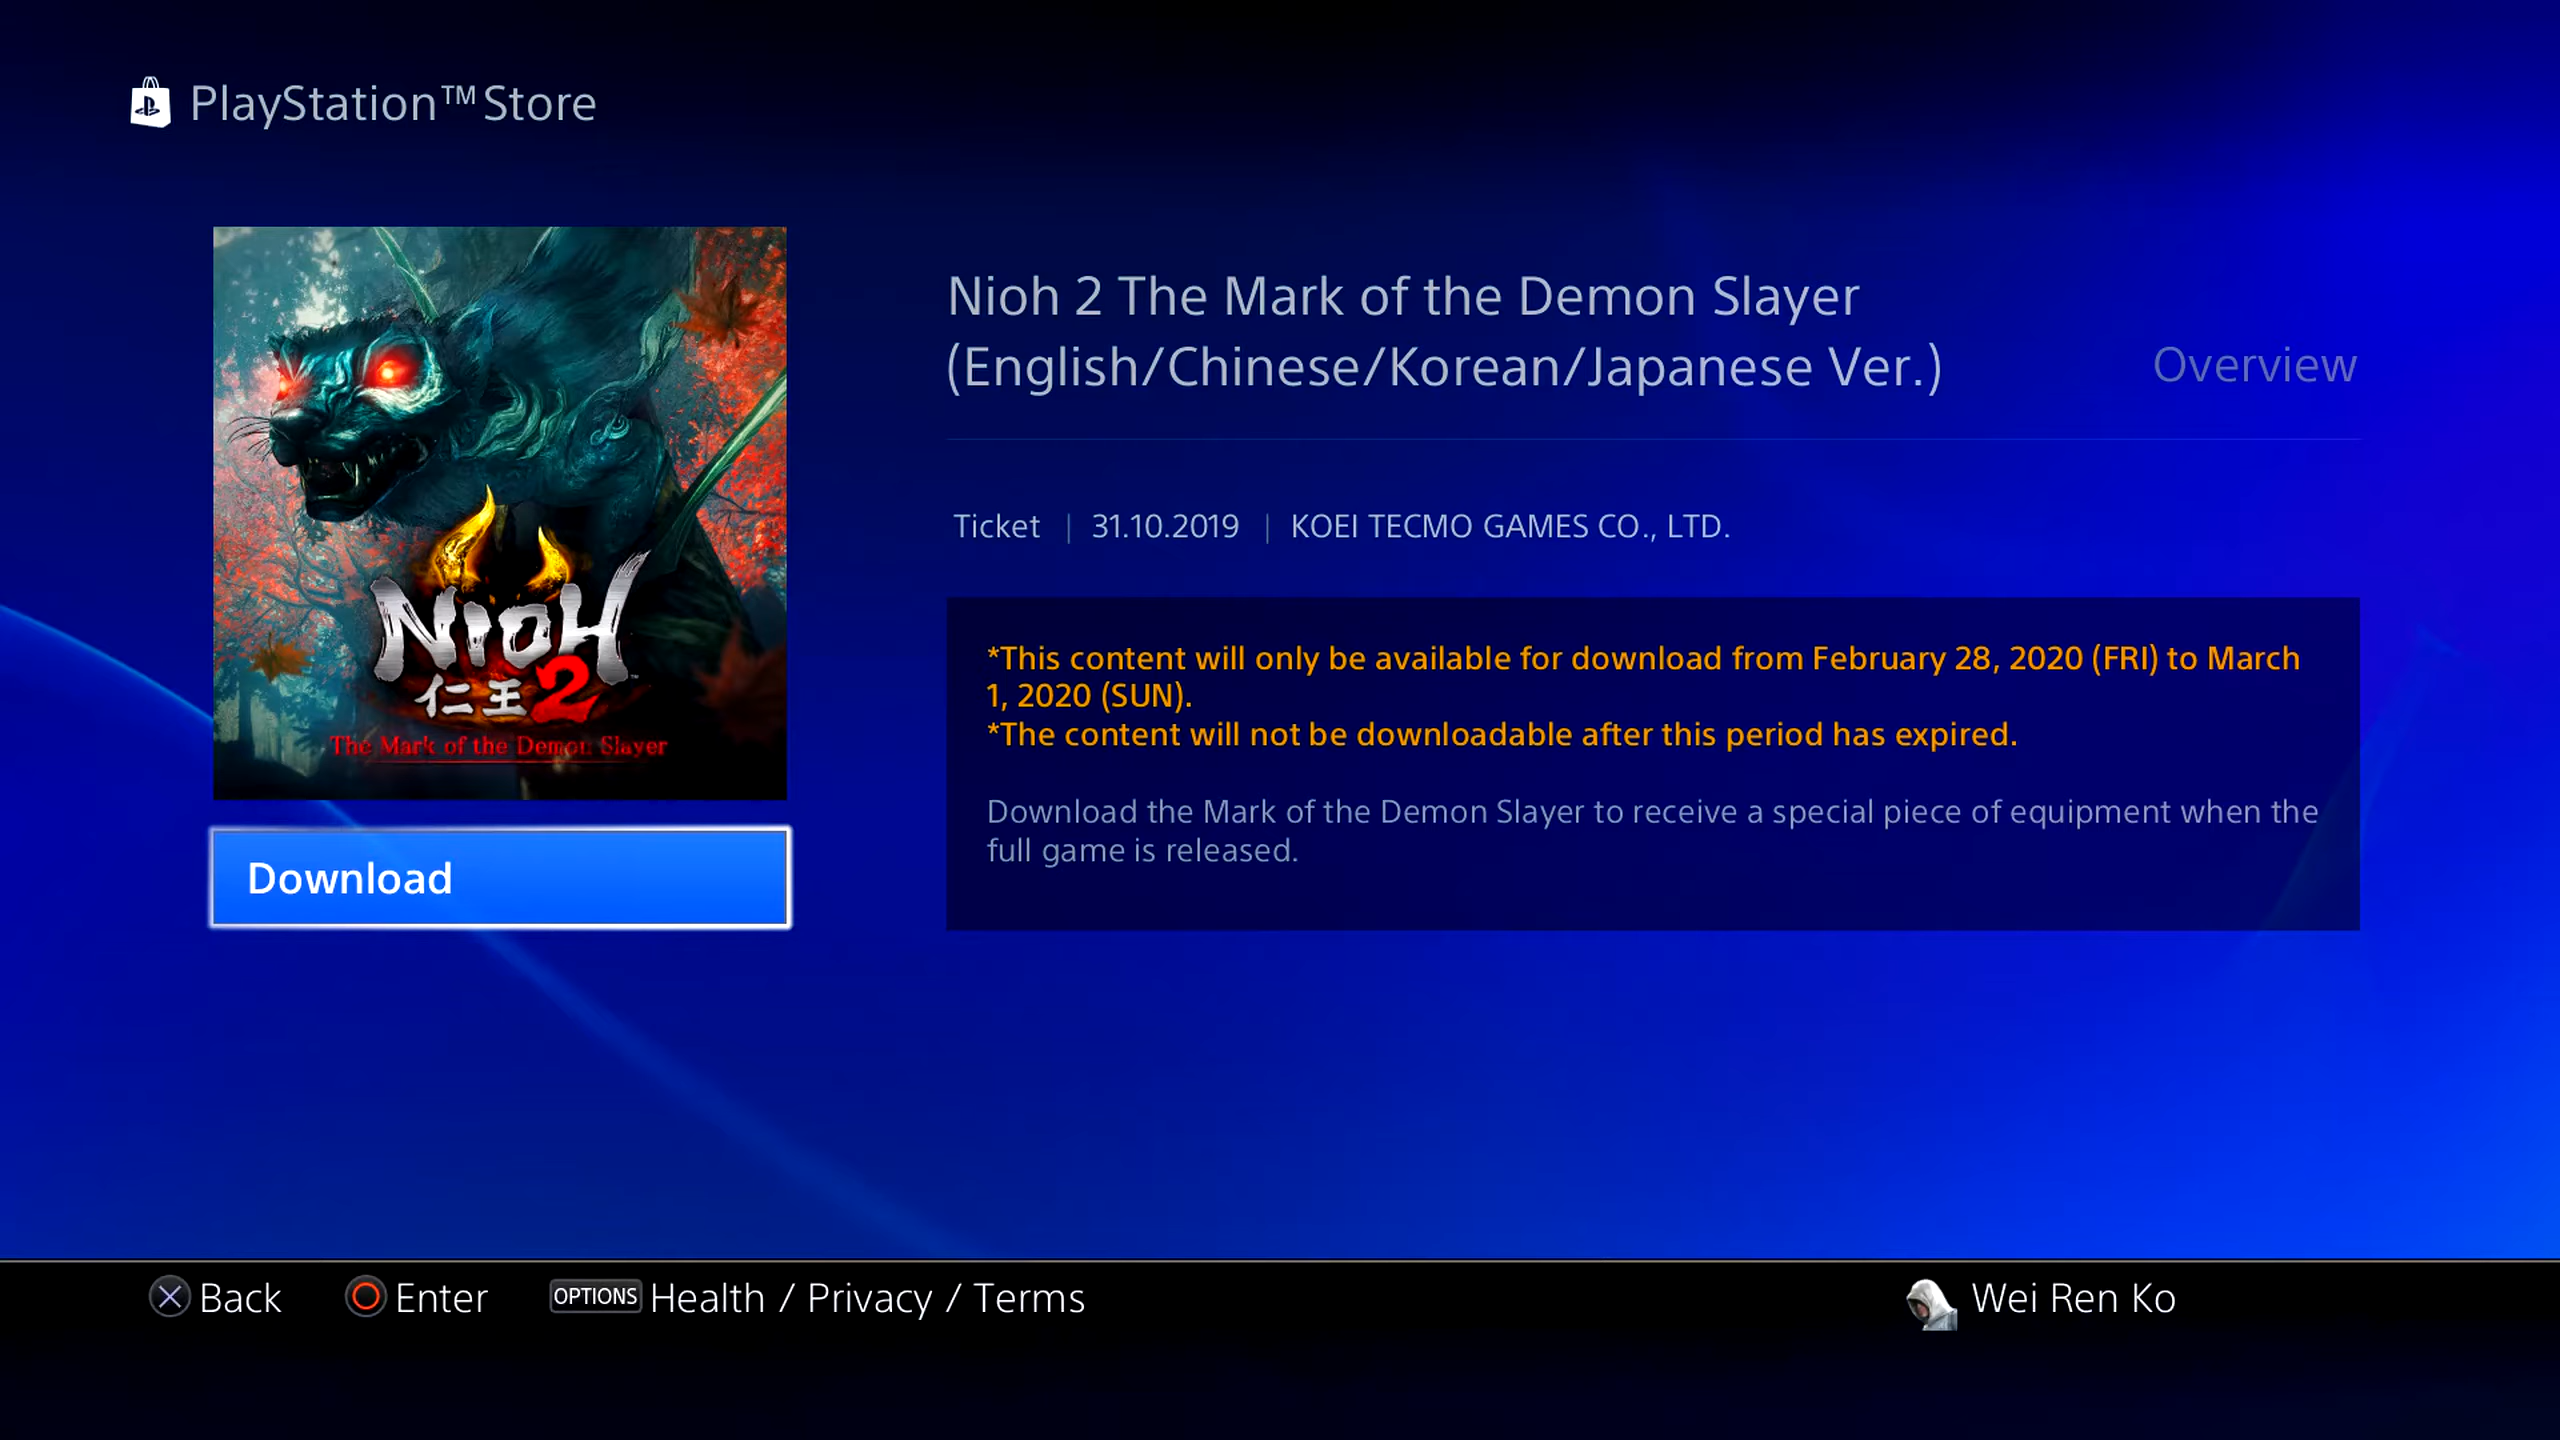 PlayStation™Store
Nioh 2 The Mark of the Demon Slayer
(English/Chinese/Korean/Japanese Ver.)
Overview
Ticket | 31.10.2019 | KOEI TECMO GAMES CO., LTD.
NIOH
仁王2
The Mark of the Demon Slayer
*This content will only be available for download from February 28, 2020 (FRI) to March
1, 2020 (SUN).
*The content will not be downloadable after this period has expired.
Download the Mark of the Demon Slayer to receive a special piece of equipment when the
full game is released.
Download
Back
Enter
OPTIONS Health / Privacy / Terms
Wei Ren Ko